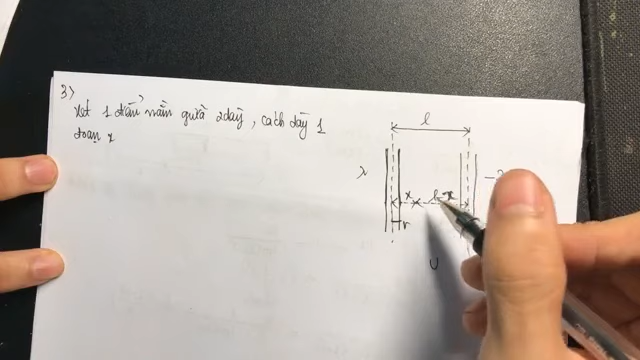 3>
Xét 1 điểm nằm giữa 2 dây, cách dây 1
đoạn x
l
λ
x
l-x
r
U